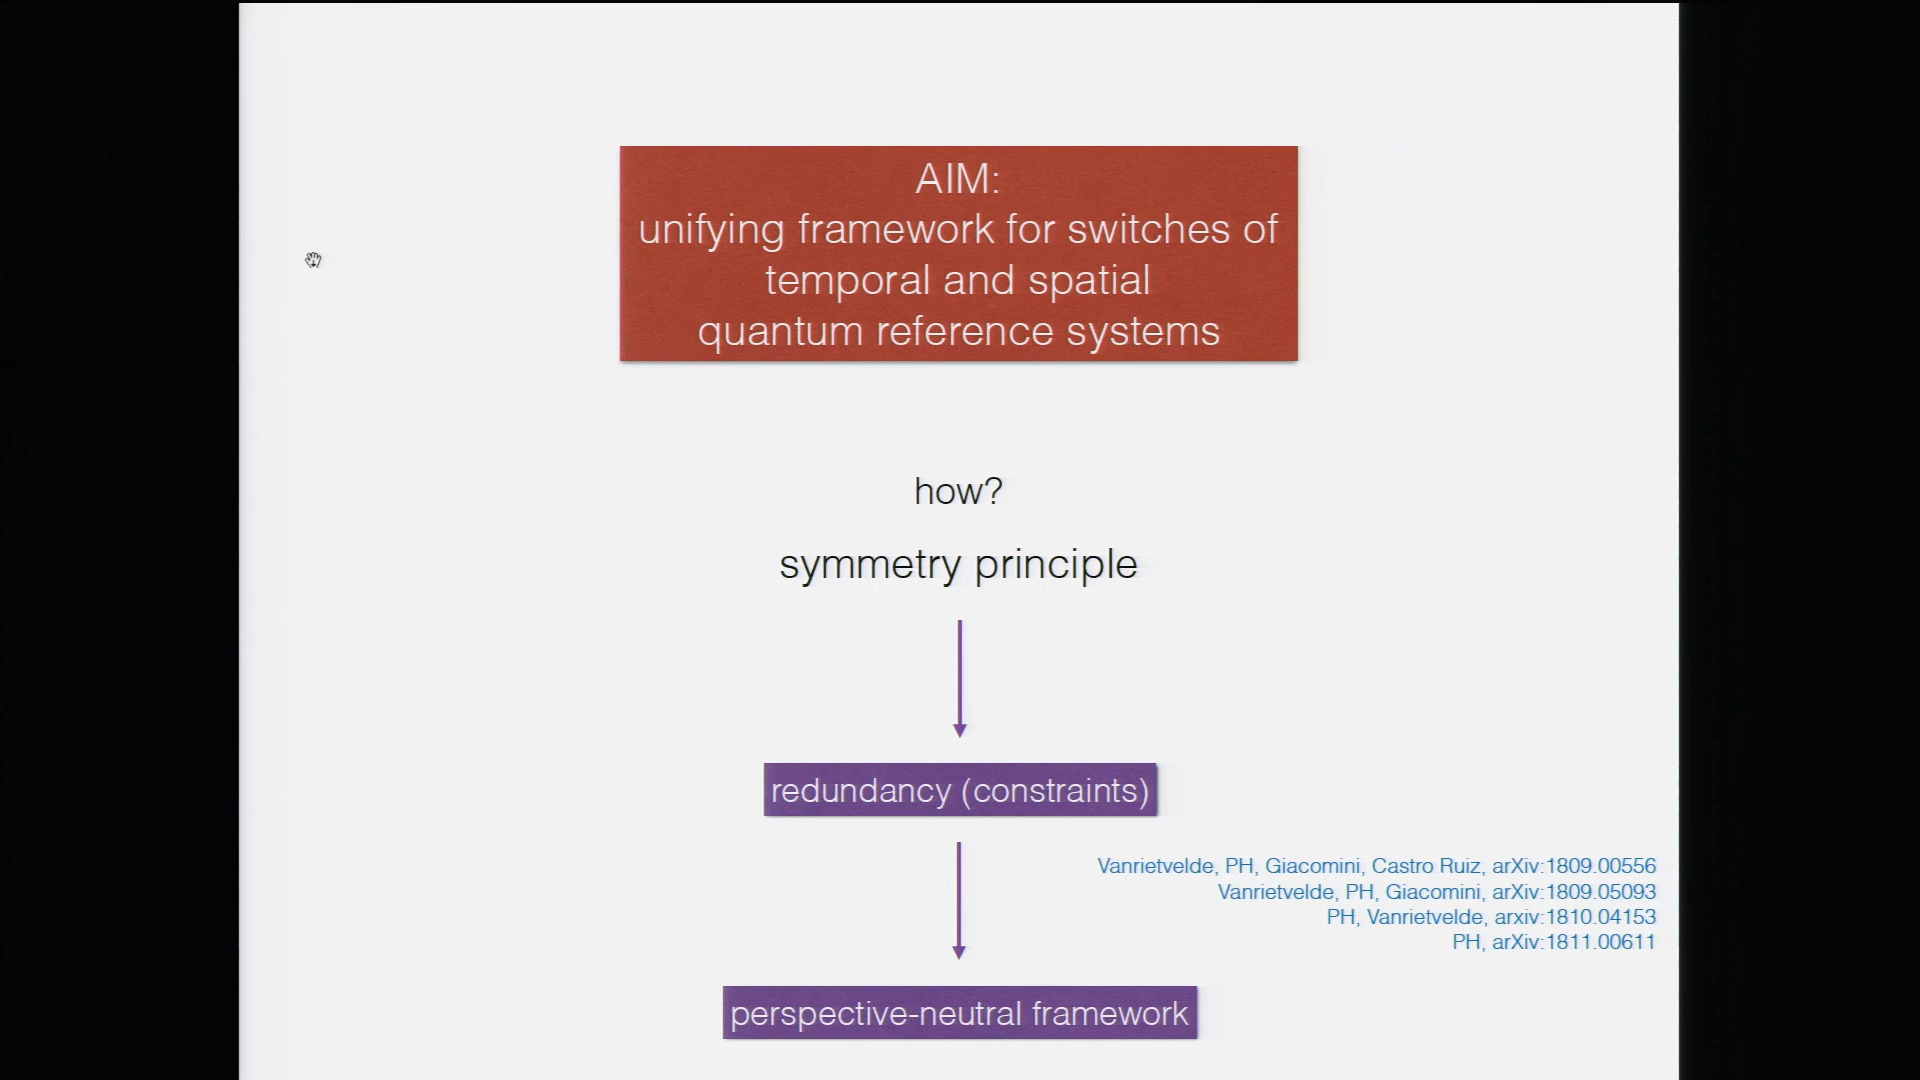 AIM:
unifying framework for switches of
temporal and spatial
quantum reference systems
how?
symmetry principle
redundancy (constraints)
Vanrietvelde, PH, Giacomini, Castro Ruiz, arXiv:1809.00556
Vanrietvelde, PH, Giacomini, arXiv:1809.05093
PH, Vanrietvelde, arxiv:1810.04153
PH, arXiv:1811.00611
perspective-neutral framework